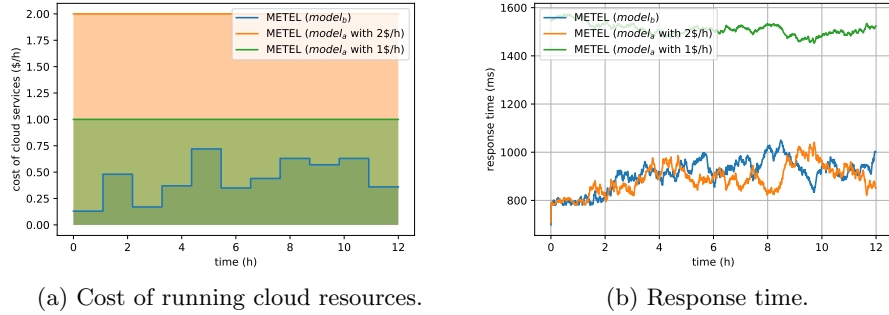 cost of cloud services ($/h)
2.00
1.75
1.50
1.25
1.00
0.75
0.50
0.25
0.00
0 2 4 6 8 10 12
time (h)
METEL (model_b)
METEL (model_a with 2$/h)
METEL (model_a with 1$/h)
(a) Cost of running cloud resources.
response time (ms)
1600
1400
1200
1000
800
0 2 4 6 8 10 12
time (h)
METEL (model_b)
METEL (model_a with 2$/h)
METEL (model_a with 1$/h)
(b) Response time.